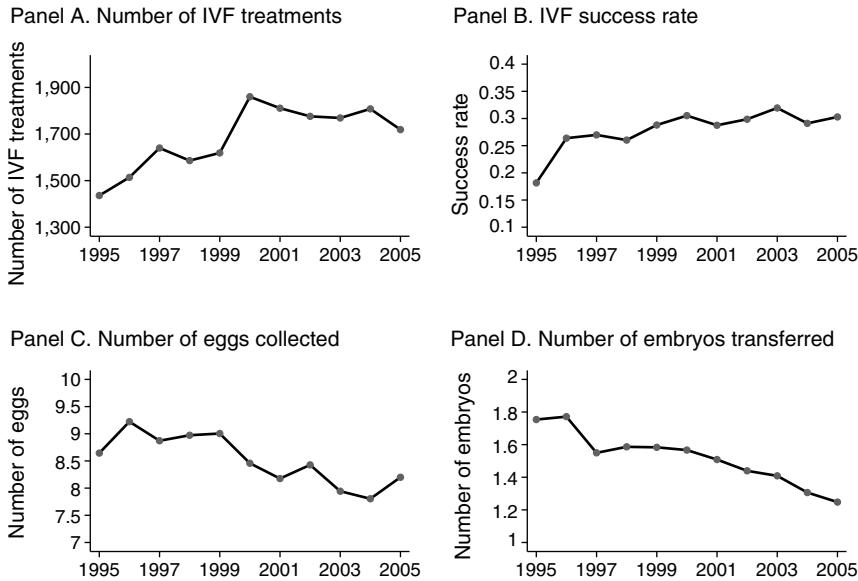 Panel A. Number of IVF treatments
Number of IVF treatments
1,900
1,700
1,500
1,300
1995 1997 1999 2001 2003 2005
Panel B. IVF success rate
Success rate
0.4
0.35
0.3
0.25
0.2
0.15
0.1
1995 1997 1999 2001 2003 2005
Panel C. Number of eggs collected
Number of eggs
10
9.5
9
8.5
8
7.5
7
1995 1997 1999 2001 2003 2005
Panel D. Number of embryos transferred
Number of embryos
2
1.8
1.6
1.4
1.2
1
1995 1997 1999 2001 2003 2005